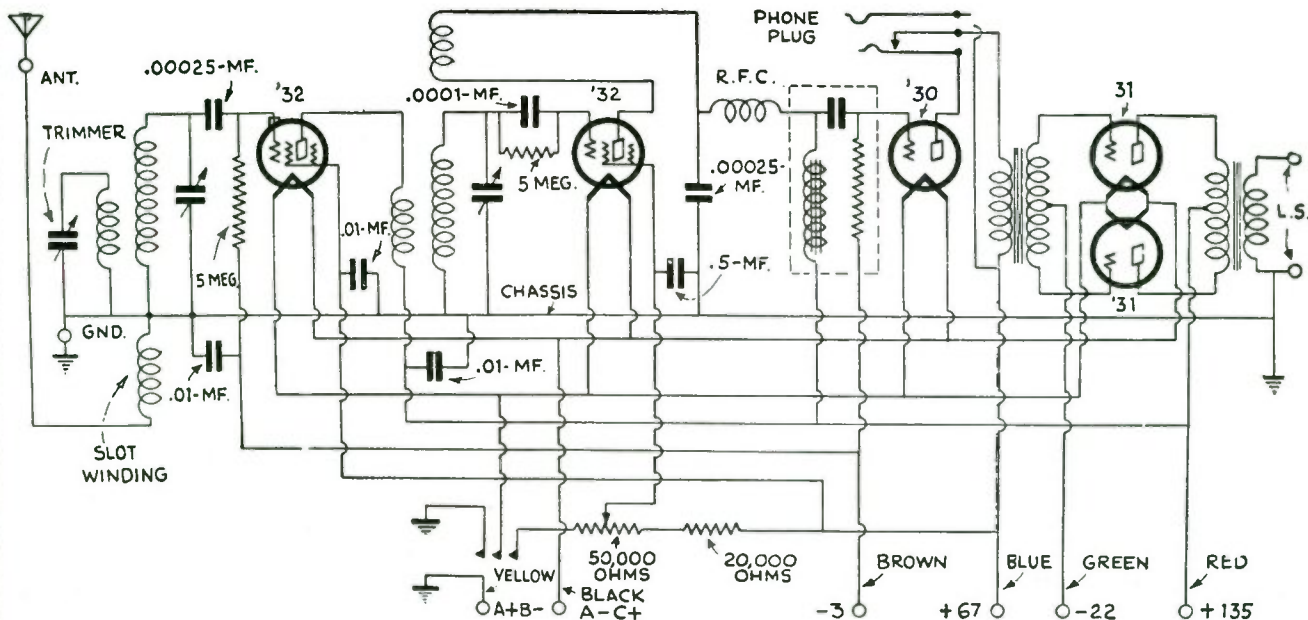 PHONE
PLUG
ANT.
.00025-MF.
'32
.0001-MF.
'32
R.F.C.
'30
31
TRIMMER
5 MEG.
.00025-
MF.
L.S.
5 MEG.
.01-MF.
.5-MF.
CHASSIS
'31
GND.
.01-MF.
.01-MF.
SLOT
WINDING
50,000
OHMS
20,000
OHMS
YELLOW
BROWN
BLUE
GREEN
RED
A+B-
BLACK
A-C+
-3
+67
-22
+135